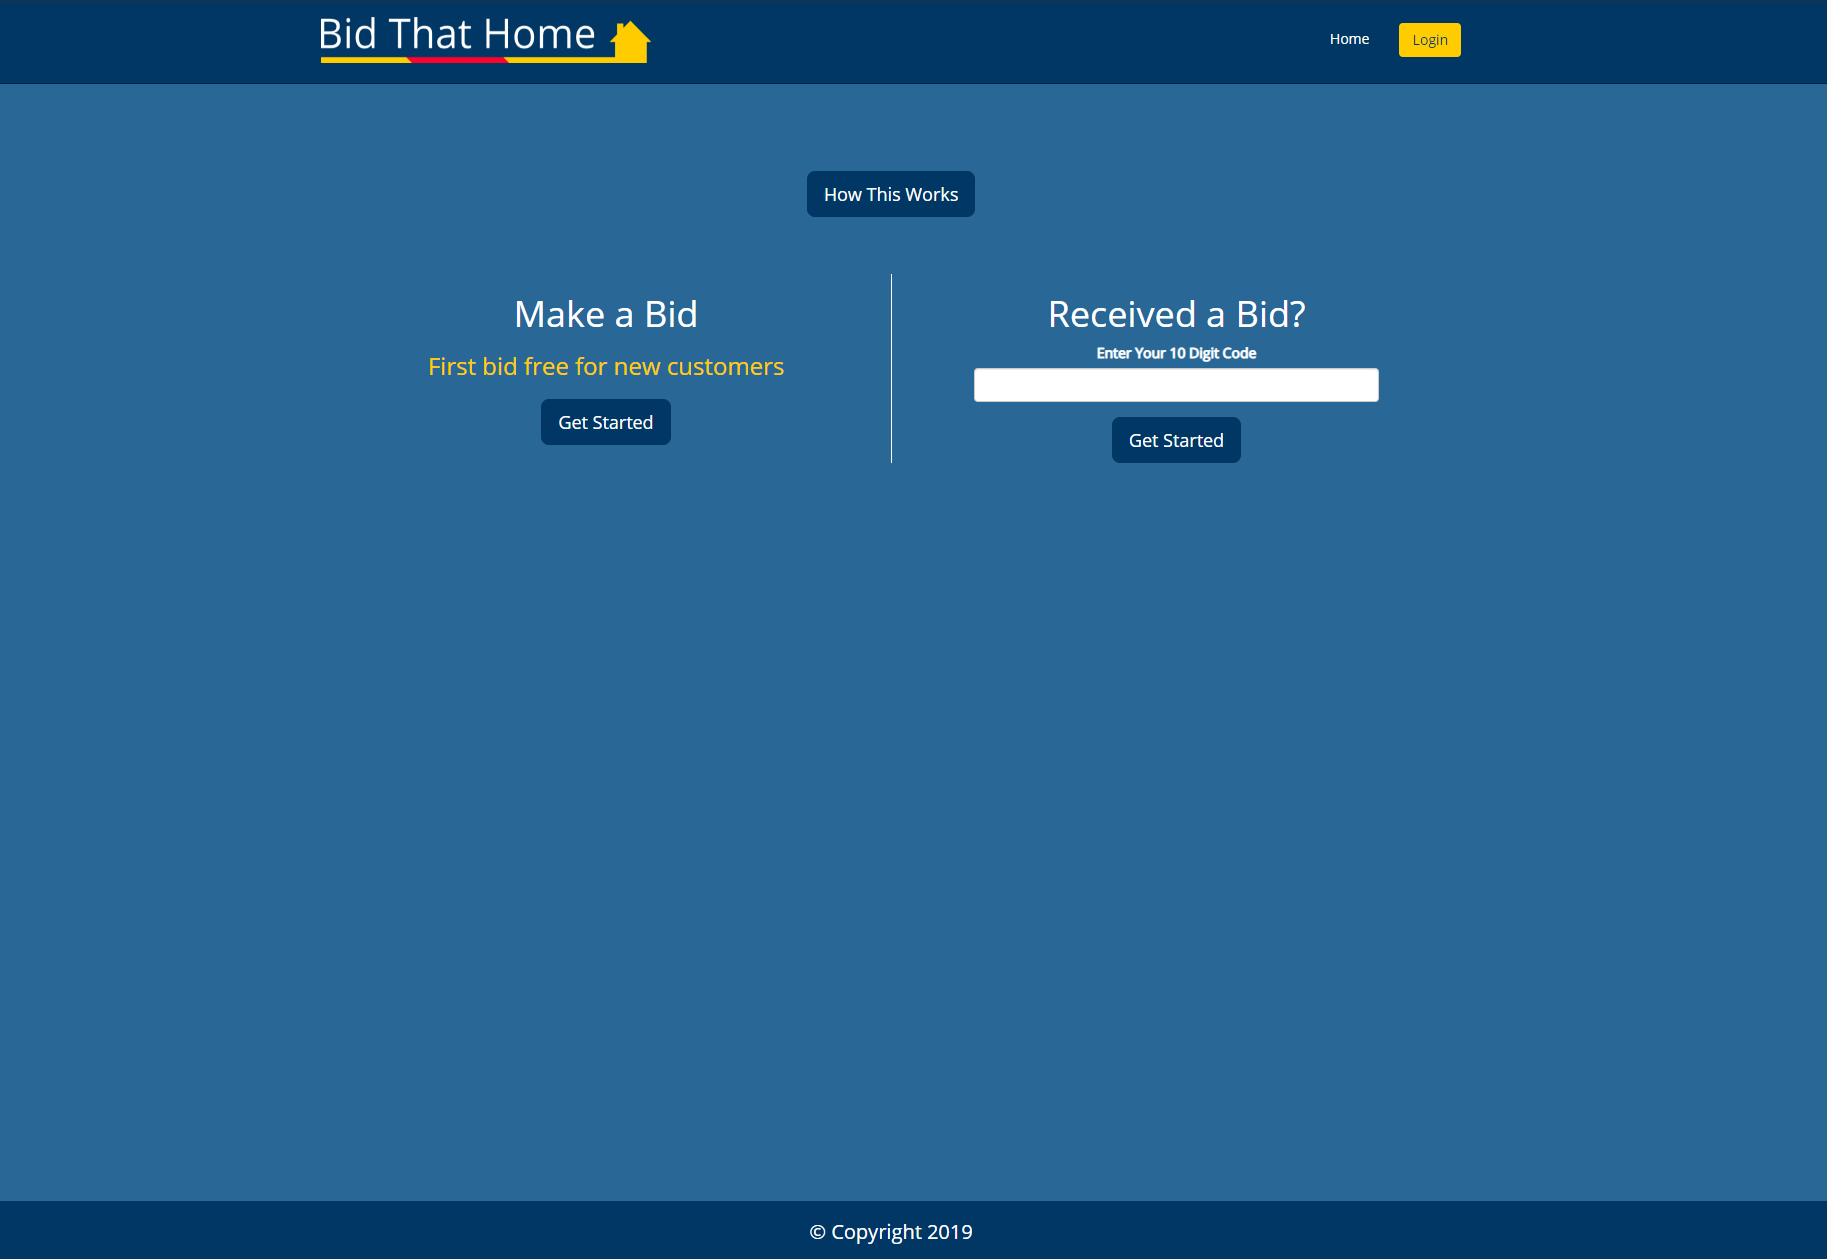 Bid That Home
Home
Login
How This Works
Make a Bid
First bid free for new customers
Get Started
Received a Bid?
Enter Your 10 Digit Code
Get Started
© Copyright 2019